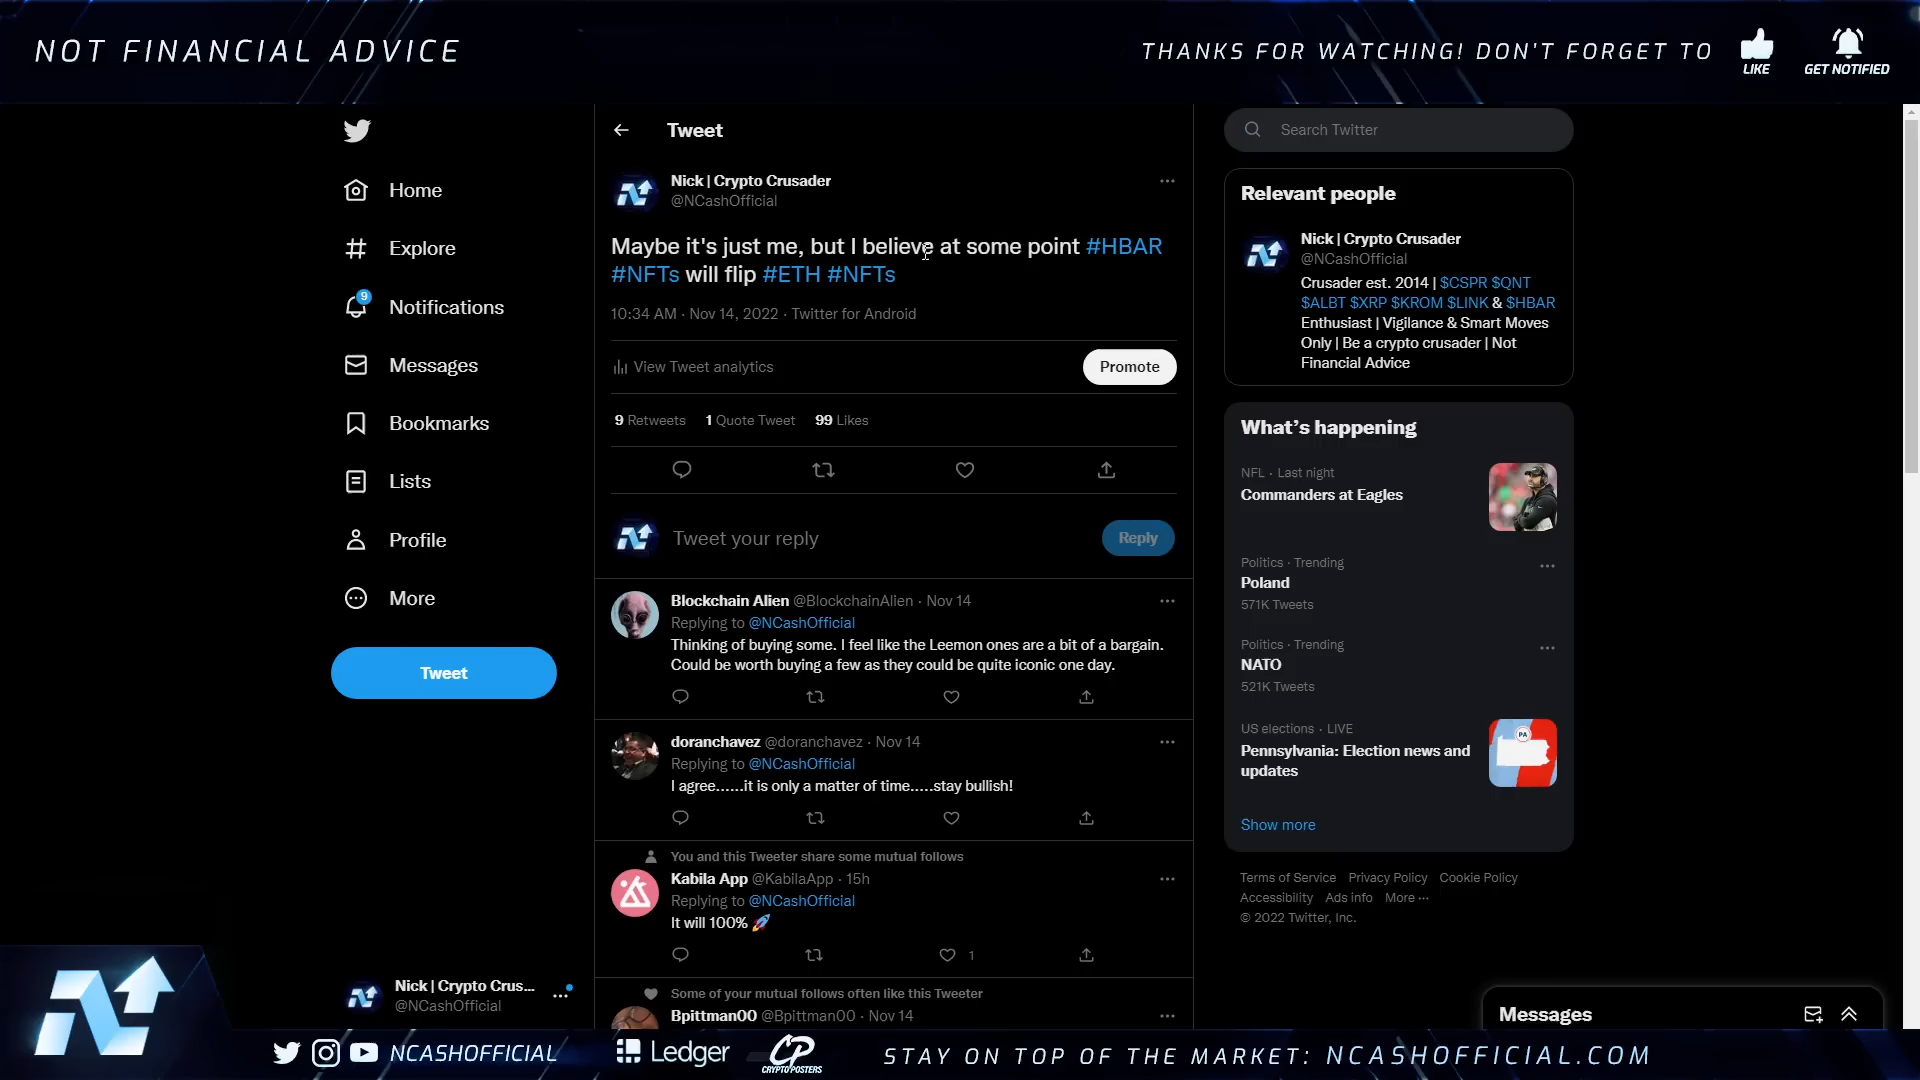 NOT FINANCIAL ADVICE
THANKS FOR WATCHING! DON'T FORGET TO
LIKE
GET NOTIFIED
Home
Explore
9
Notifications
Messages
Bookmarks
Lists
Profile
More
Tweet
Nick | Crypto Crus...
@NCashOfficial
Tweet
Nick | Crypto Crusader
@NCashOfficial
Maybe it's just me, but I believe at some point #HBAR
#NFTs will flip #ETH #NFTs
10:34 AM · Nov 14, 2022 · Twitter for Android
View Tweet analytics
Promote
9 Retweets 1 Quote Tweet 99 Likes
Tweet your reply
Reply
Blockchain Alien @BlockchainAlien · Nov 14
Replying to @NCashOfficial
Thinking of buying some. I feel like the Leemon ones are a bit of a bargain.
Could be worth buying a few as they could be quite iconic one day.
doranchavez @doranchavez · Nov 14
Replying to @NCashOfficial
I agree......it is only a matter of time.....stay bullish!
You and this Tweeter share some mutual follows
Kabila App @KabilaApp · 15h
Replying to @NCashOfficial
It will 100% 🚀
1
Some of your mutual follows often like this Tweeter
Bpittman00 @Bpittman00 · Nov 14
Search Twitter
Relevant people
Nick | Crypto Crusader
@NCashOfficial
Crusader est. 2014 | $CSPR $QNT
$ALBT $XRP $KROM $LINK & $HBAR
Enthusiast | Vigilance & Smart Moves
Only | Be a crypto crusader | Not
Financial Advice
What's happening
NFL · Last night
Commanders at Eagles
Politics · Trending
Poland
571K Tweets
Politics · Trending
NATO
521K Tweets
US elections · LIVE
Pennsylvania: Election news and
updates
PA
Show more
Terms of Service Privacy Policy Cookie Policy
Accessibility Ads info More ···
© 2022 Twitter, Inc.
Messages
NCASHOFFICIAL
Ledger
CP
CRYPTOPOSTERS
STAY ON TOP OF THE MARKET: NCASHOFFICIAL.COM